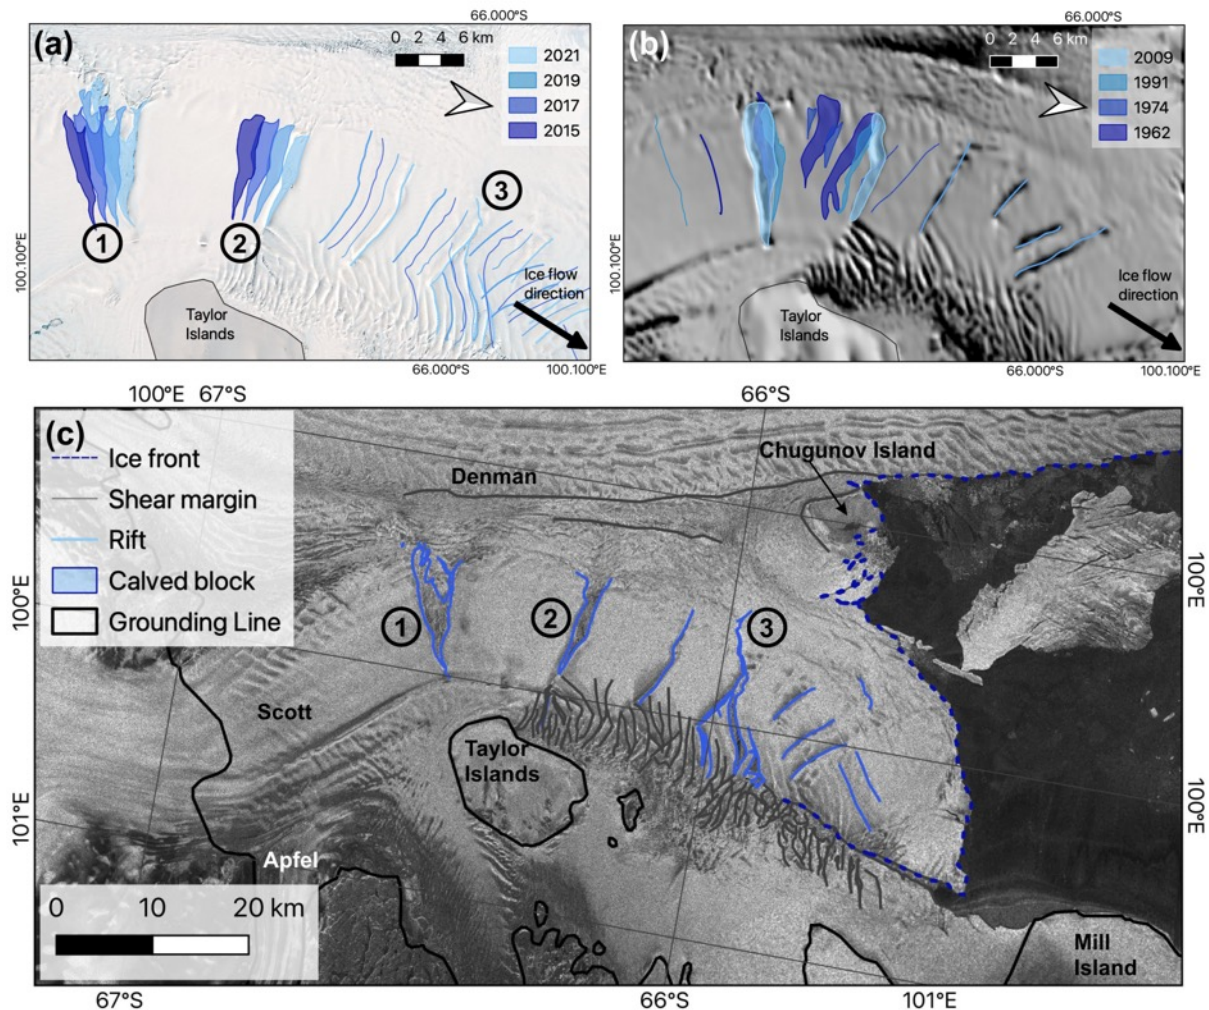 66.000°S
(a)
0 2 4 6 km
2021
2019
2017
2015
1
2
3
100.100°E
Taylor
Islands
Ice flow
direction
66.000°S
100.100°E
66.000°S
(b)
0 2 4 6 km
2009
1991
1974
1962
100.100°E
Taylor
Islands
Ice flow
direction
66.000°S
100.100°E
100°E 67°S
66°S
(c)
Ice front
Shear margin
Rift
Calved block
Grounding Line
Denman
Chugunov Island
100°E
100°E
1
2
3
Scott
Taylor
Islands
101°E
100°E
Apfel
0 10 20 km
Mill
Island
67°S
66°S
101°E